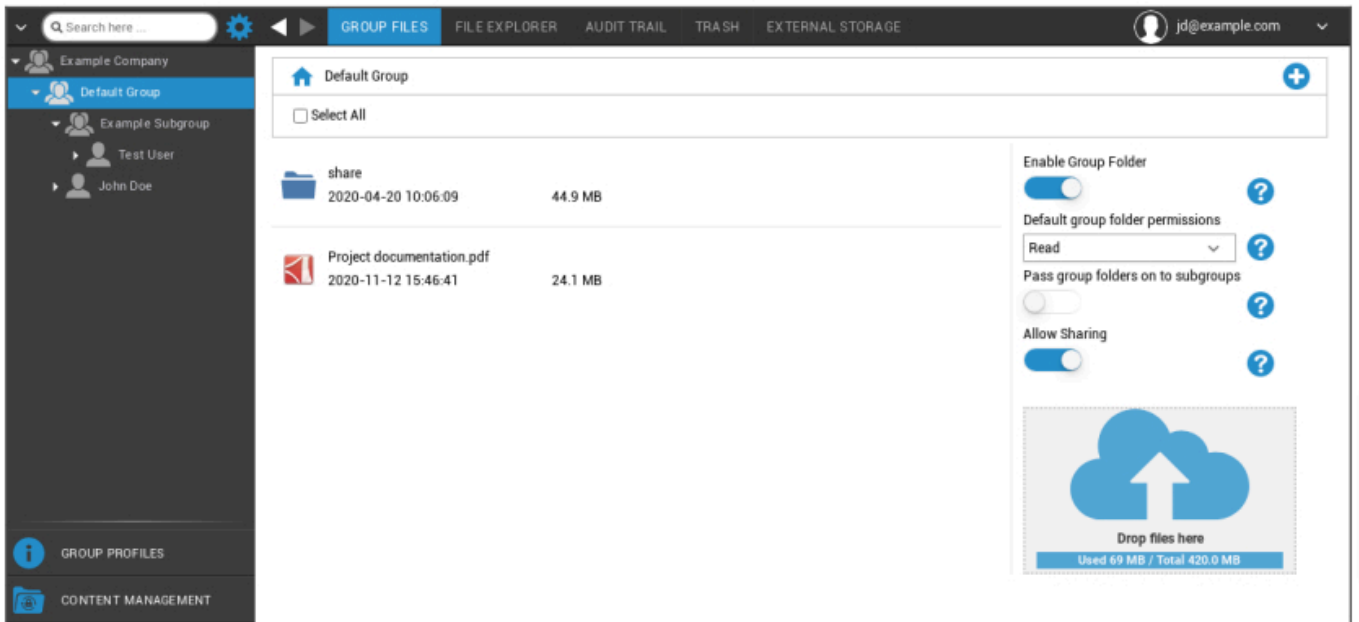 Search here ...
GROUP FILES
FILE EXPLORER
AUDIT TRAIL
TRASH
EXTERNAL STORAGE
jd@example.com
Example Company
Default Group
Example Subgroup
Test User
John Doe
GROUP PROFILES
CONTENT MANAGEMENT
Default Group
Select All
share
2020-04-20 10:06:09 44.9 MB
Project documentation.pdf
2020-11-12 15:46:41 24.1 MB
Enable Group Folder
Default group folder permissions
Read
Pass group folders on to subgroups
Allow Sharing
Drop files here
Used 69 MB / Total 420.0 MB